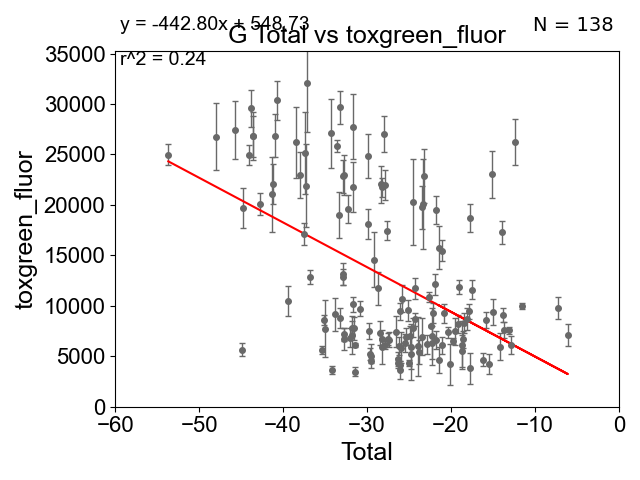 y = -442.80x + 548.73
N = 138
G Total vs toxgreen_fluor
r^2 = 0.24
35000
30000
25000
20000
15000
10000
5000
0
toxgreen_fluor
−60
−50
−40
−30
−20
−10
0
Total